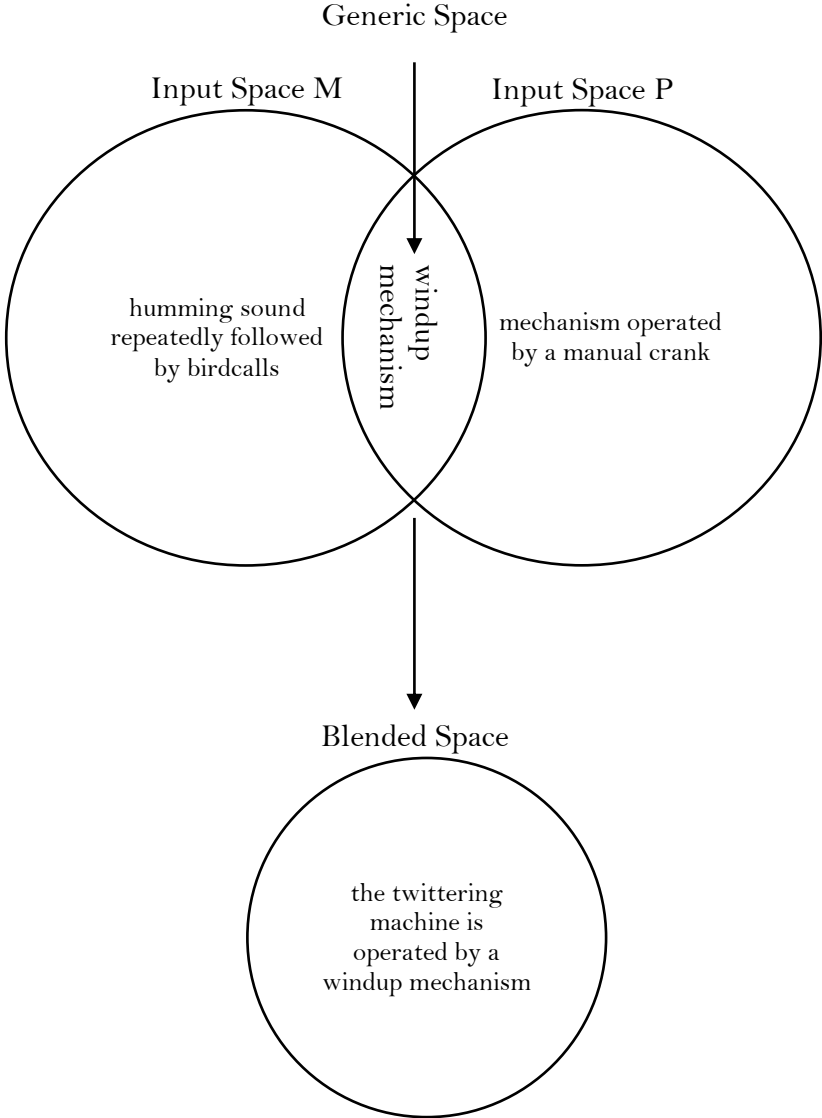 Generic Space
Input Space M
Input Space P
humming sound
repeatedly followed
by birdcalls
windup
mechanism
mechanism operated
by a manual crank
Blended Space
the twittering
machine is
operated by a
windup mechanism